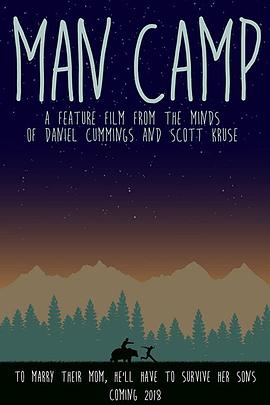 MAN CAMP
A FEATURE FILM FROM THE MINDS
OF DANIEL CUMMINGS AND SCOTT KRUSE
TO MARRY THEIR MOM, HE'LL HAVE TO SURVIVE HER SONS
COMING 2018